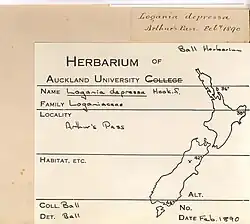 Logania depressa
Arthur's Pass. Feby 1890
Ball Herbarium
HERBARIUM OF
AUCKLAND UNIVERSITY COLLEGE
NAME Logania depressa Hook.f.
FAMILY Loganiaceae
LOCALITY
Arthur's Pass
HABITAT, ETC.
ALT.
COLL. Ball
NO.
DET. Ball
DATE Feb. 1890